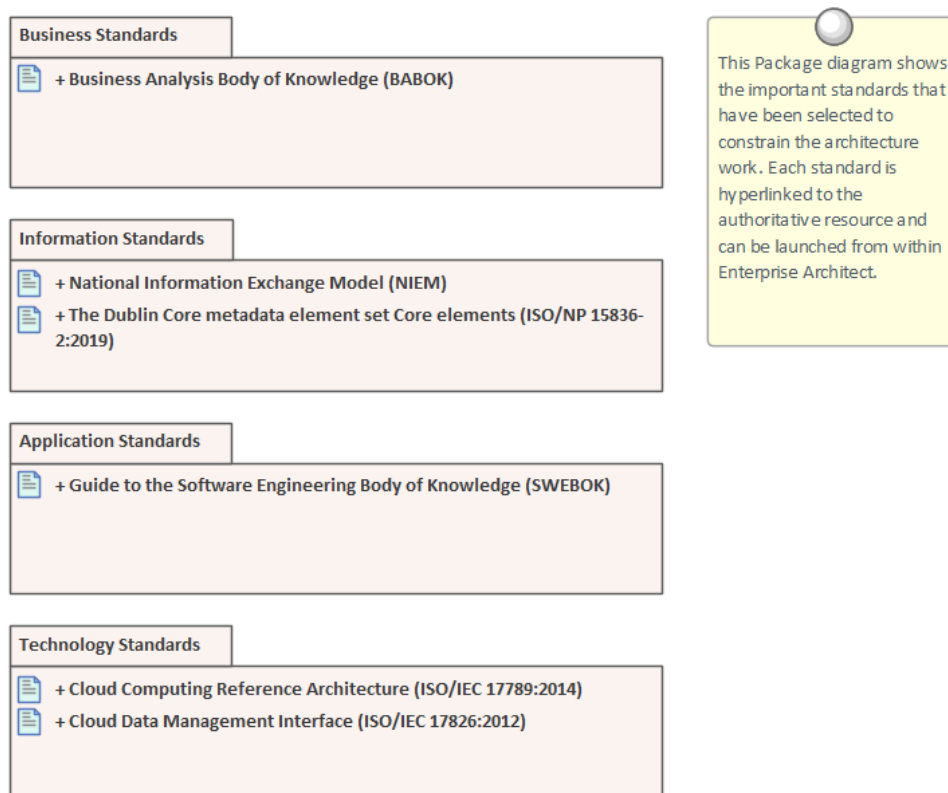 Business Standards
+ Business Analysis Body of Knowledge (BABOK)
Information Standards
+ National Information Exchange Model (NIEM)
+ The Dublin Core metadata element set Core elements (ISO/NP 15836-
2:2019)
Application Standards
+ Guide to the Software Engineering Body of Knowledge (SWEBOK)
Technology Standards
+ Cloud Computing Reference Architecture (ISO/IEC 17789:2014)
+ Cloud Data Management Interface (ISO/IEC 17826:2012)
This Package diagram shows
the important standards that
have been selected to
constrain the architecture
work. Each standard is
hyperlinked to the
authoritative resource and
can be launched from within
Enterprise Architect.